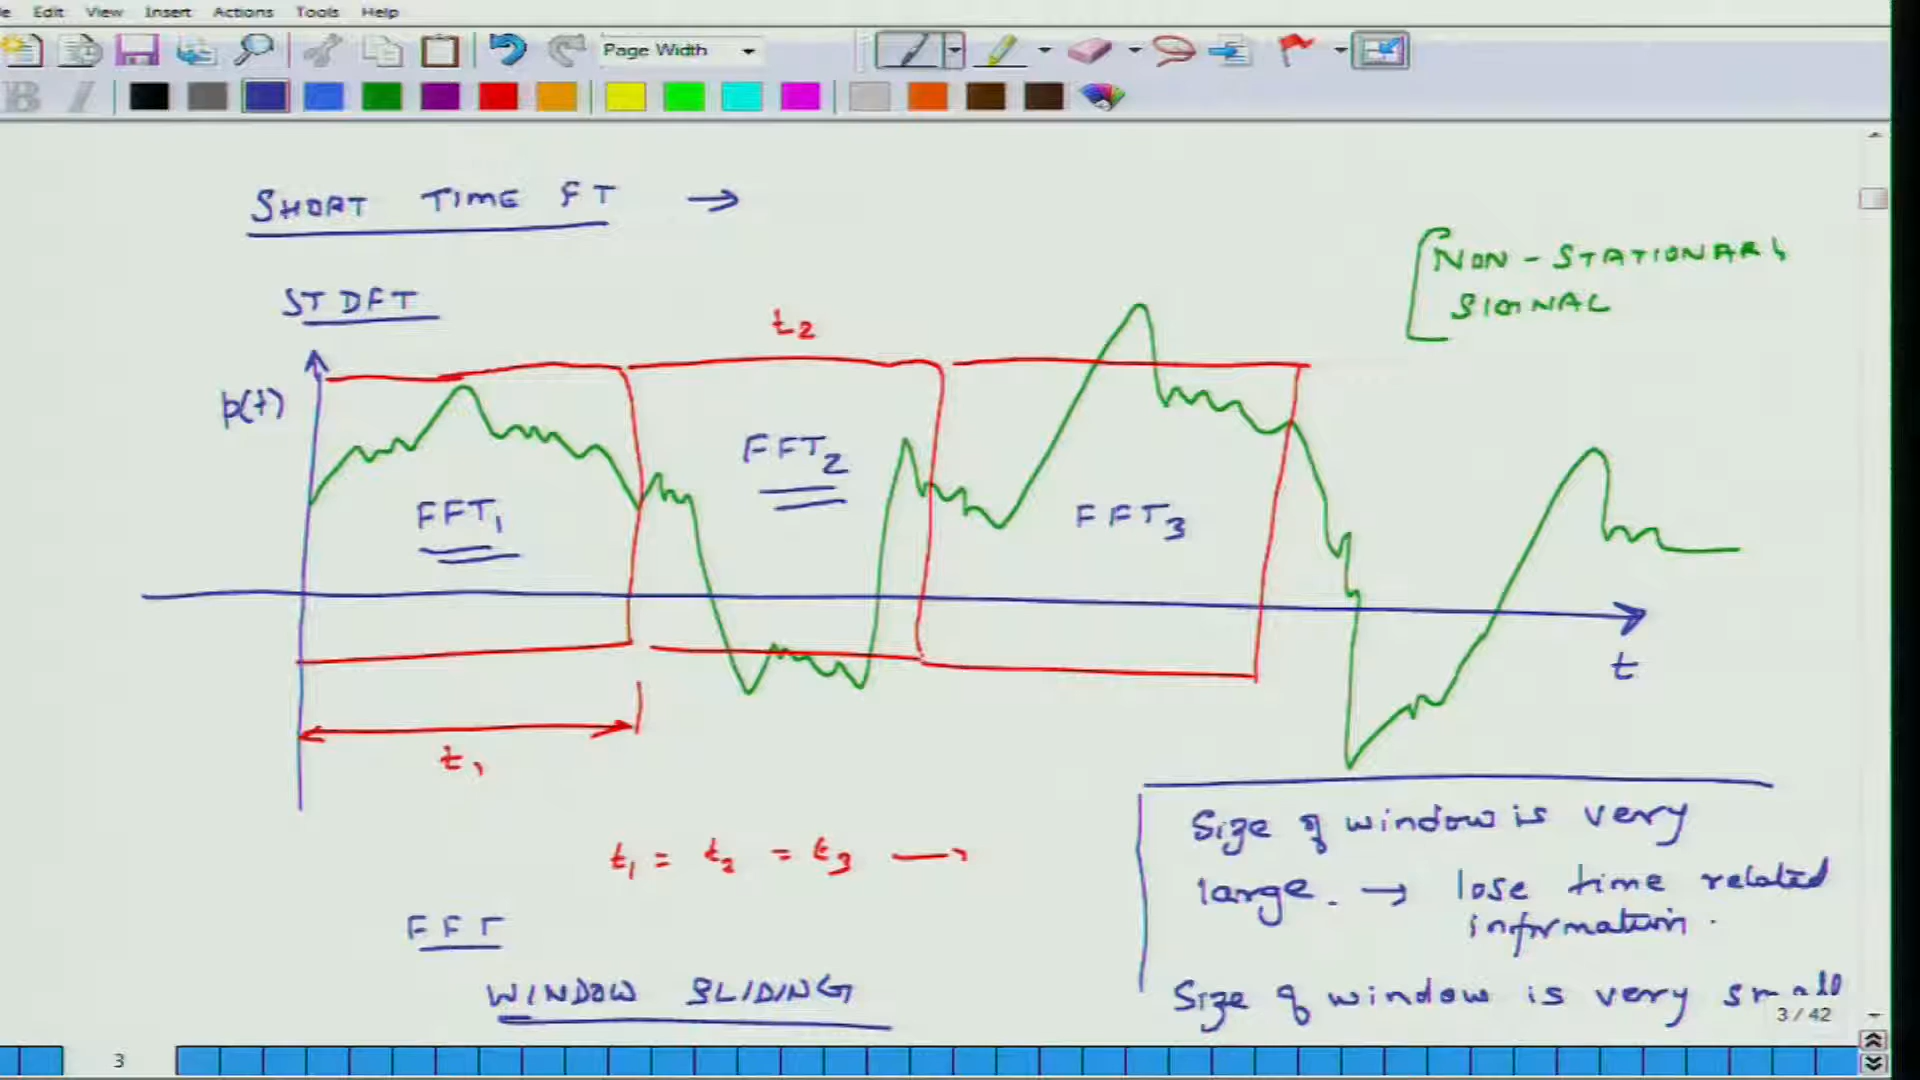 Edit View Insert Actions Tools Help
Page Width
SHORT TIME FT →
NON-STATIONARY
SIGNAL
STDFT
t2
p(t)
FFT1
FFT2
FFT3
t
t1
t1 = t2 = t3
FFT
WINDOW SLIDING
Size of window is very
large. → lose time related
information.
Size of window is very small
3 / 42
3